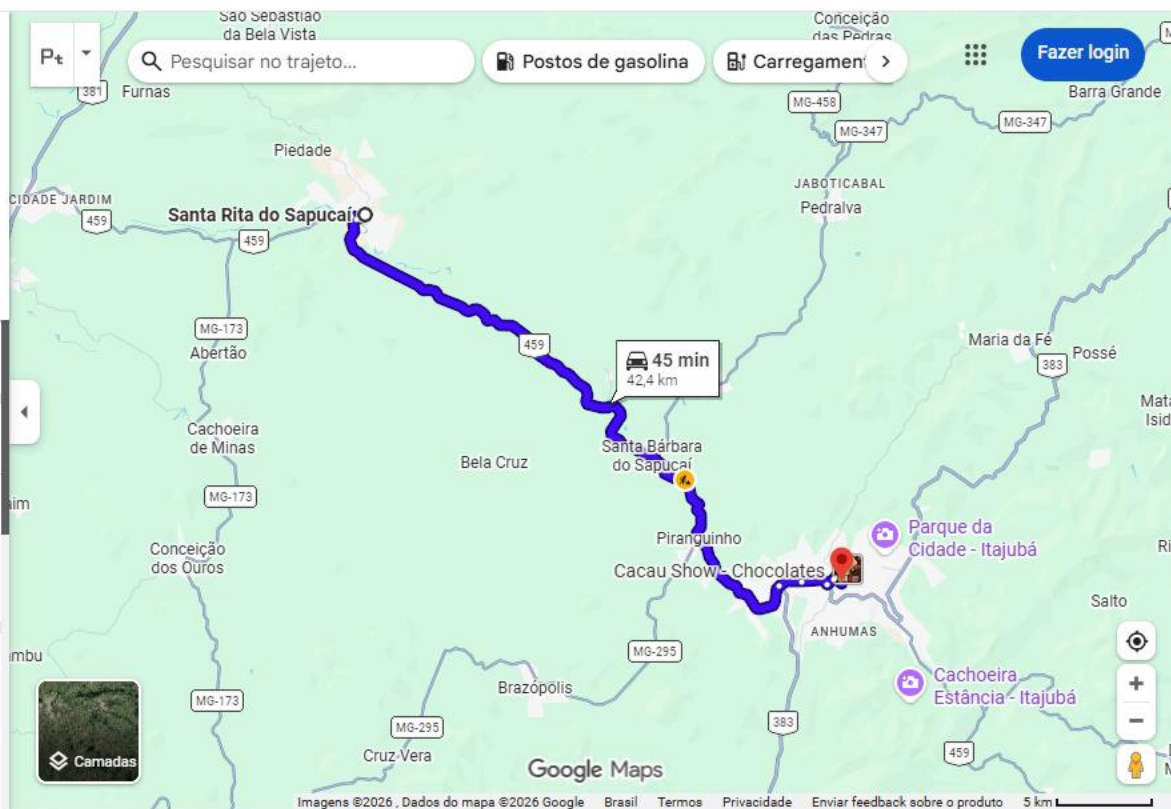 São Sebastião
da Bela Vista
Conceição
das Pedras
Pt
Pesquisar no trajeto...
Postos de gasolina
Carregamen
Fazer login
381
Furnas
Barra Grande
MG-458
MG-347
MG-347
Piedade
CIDADE JARDIM
459
Santa Rita do Sapucaí
459
JABOTICABAL
Pedralva
MG-173
Abertão
459
45 min
42,4 km
Maria da Fé
383
Possé
Cachoeira
de Minas
Bela Cruz
Santa Bárbara
do Sapucaí
MG-173
Conceição
dos Ouros
Piranguinho
Parque da
Cidade - Itajubá
Cacau Show - Chocolates
ANHUMAS
Salto
MG-295
Cachoeira
Estância - Itajubá
Brazópolis
MG-173
MG-295
383
Cruz Vera
459
Camadas
Google Maps
Imagens ©2026 , Dados do mapa ©2026 Google Brasil Termos Privacidade Enviar feedback sobre o produto 5 km